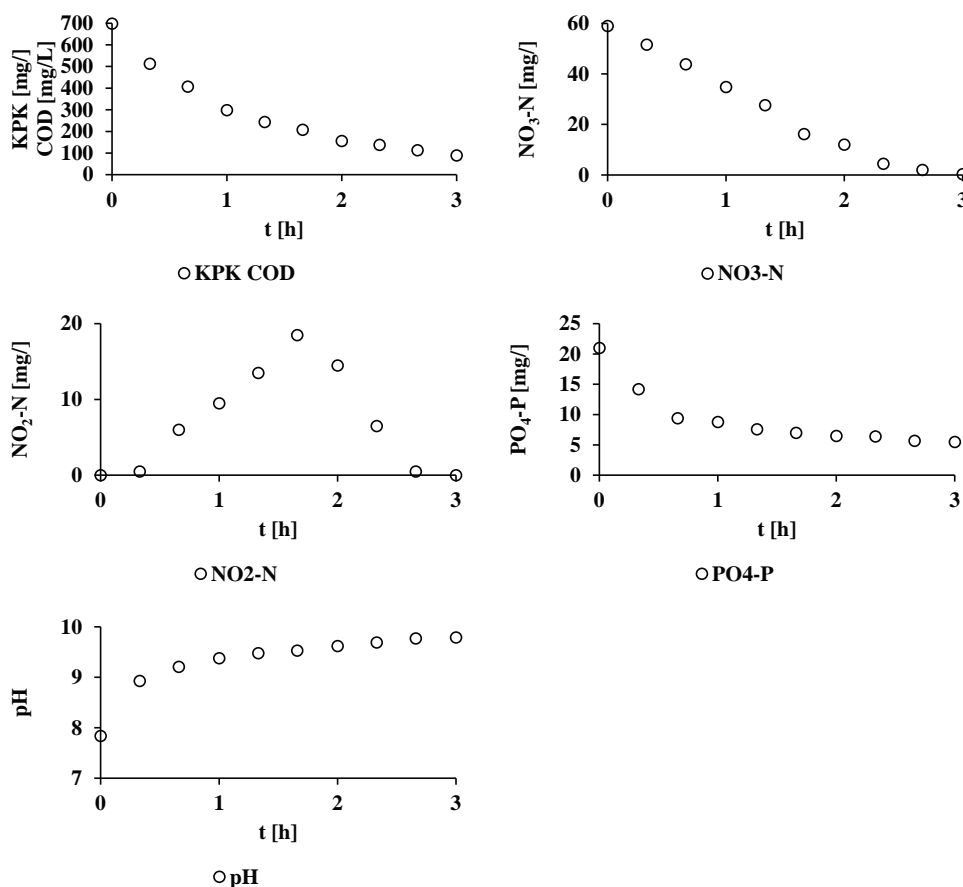 KPK [mg/]
COD [mg/L]
700
600
500
400
300
200
100
0
0 1 2 3
t [h]
KPK COD
NO3-N [mg/]
60
40
20
0
0 1 2 3
t [h]
NO3-N
NO2-N [mg/]
20
10
0
0 1 2 3
t [h]
NO2-N
PO4-P [mg/]
25
20
15
10
5
0
0 1 2 3
t [h]
PO4-P
pH
10
9
8
7
0 1 2 3
t [h]
pH